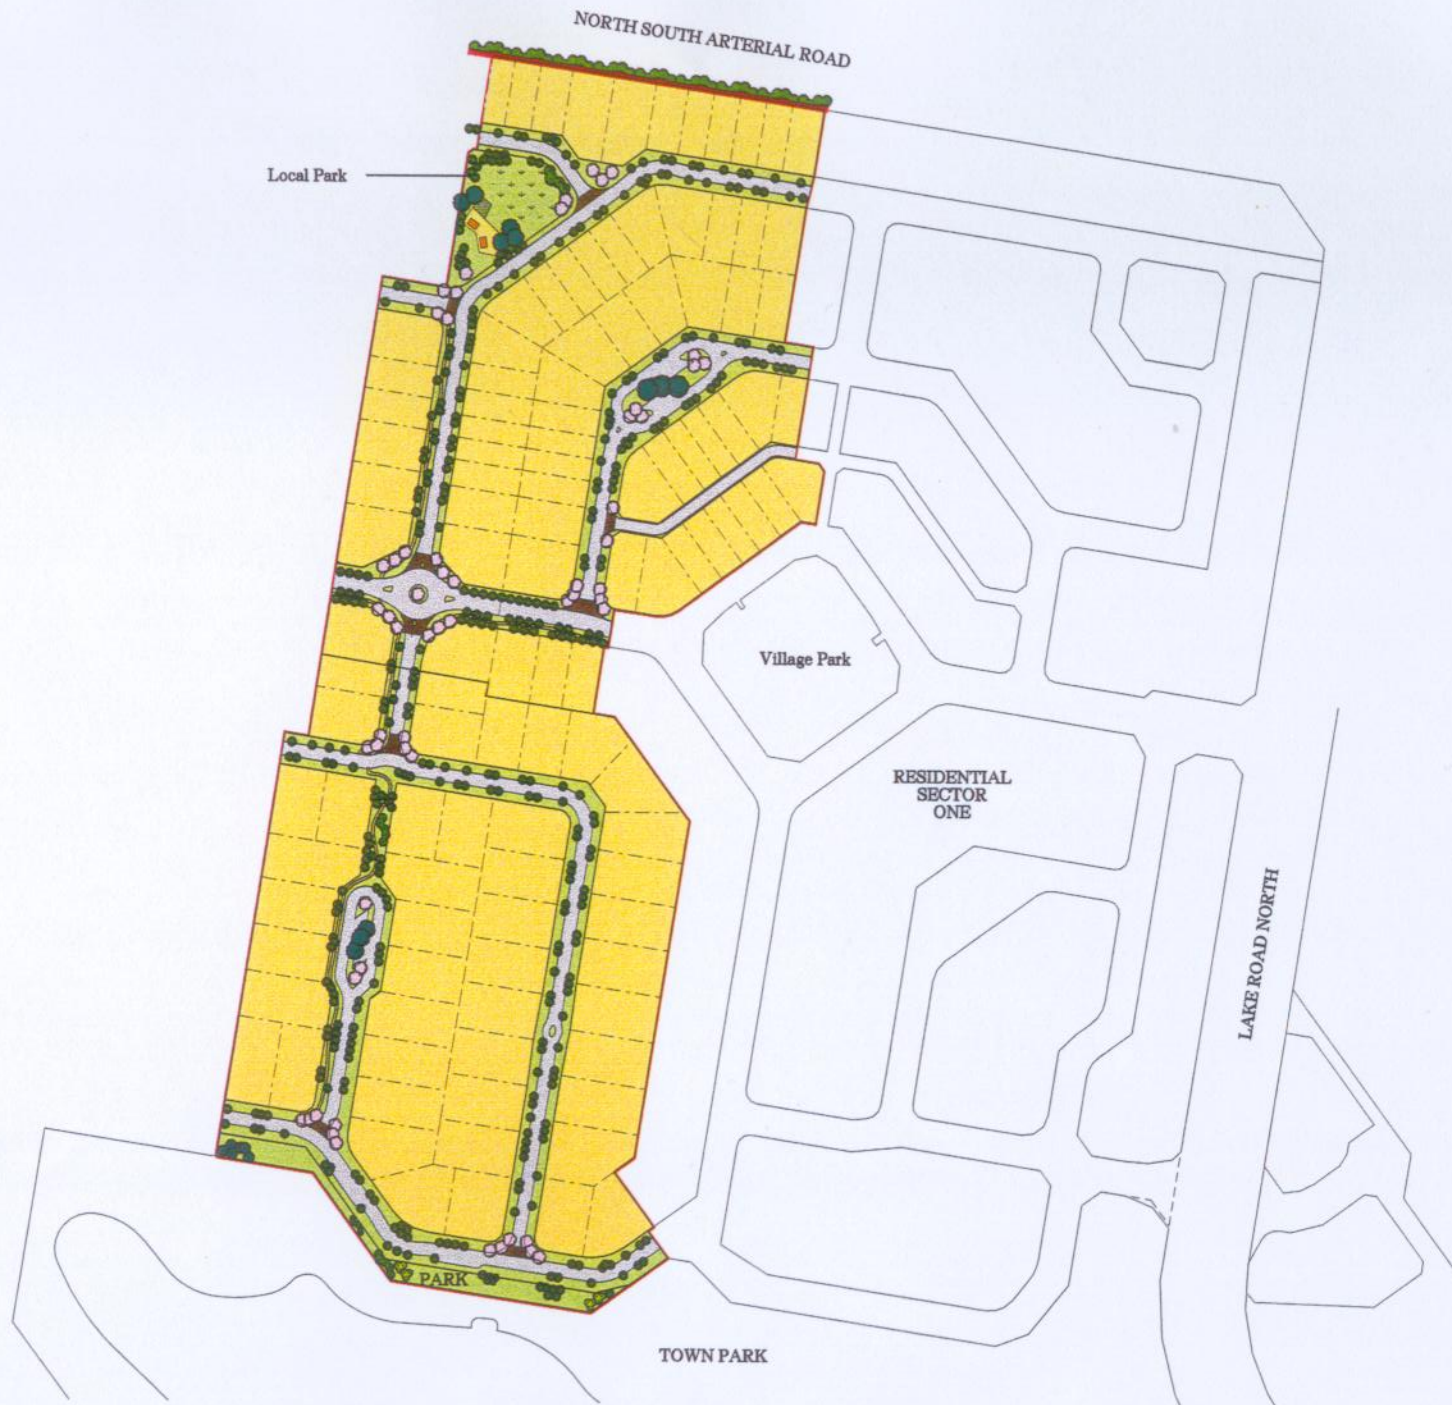 NORTH SOUTH ARTERIAL ROAD
Local Park
Village Park
RESIDENTIAL
SECTOR
ONE
LAKE ROAD NORTH
PARK
TOWN PARK